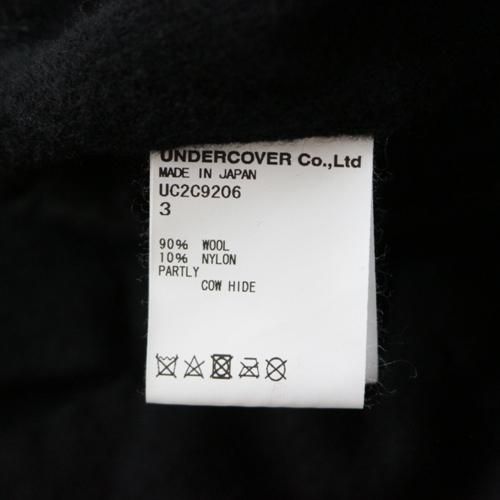 UNDERCOVER Co.,Ltd
MADE IN JAPAN
UC2C9206
3
90% WOOL
10% NYLON
PARTLY
COW HIDE